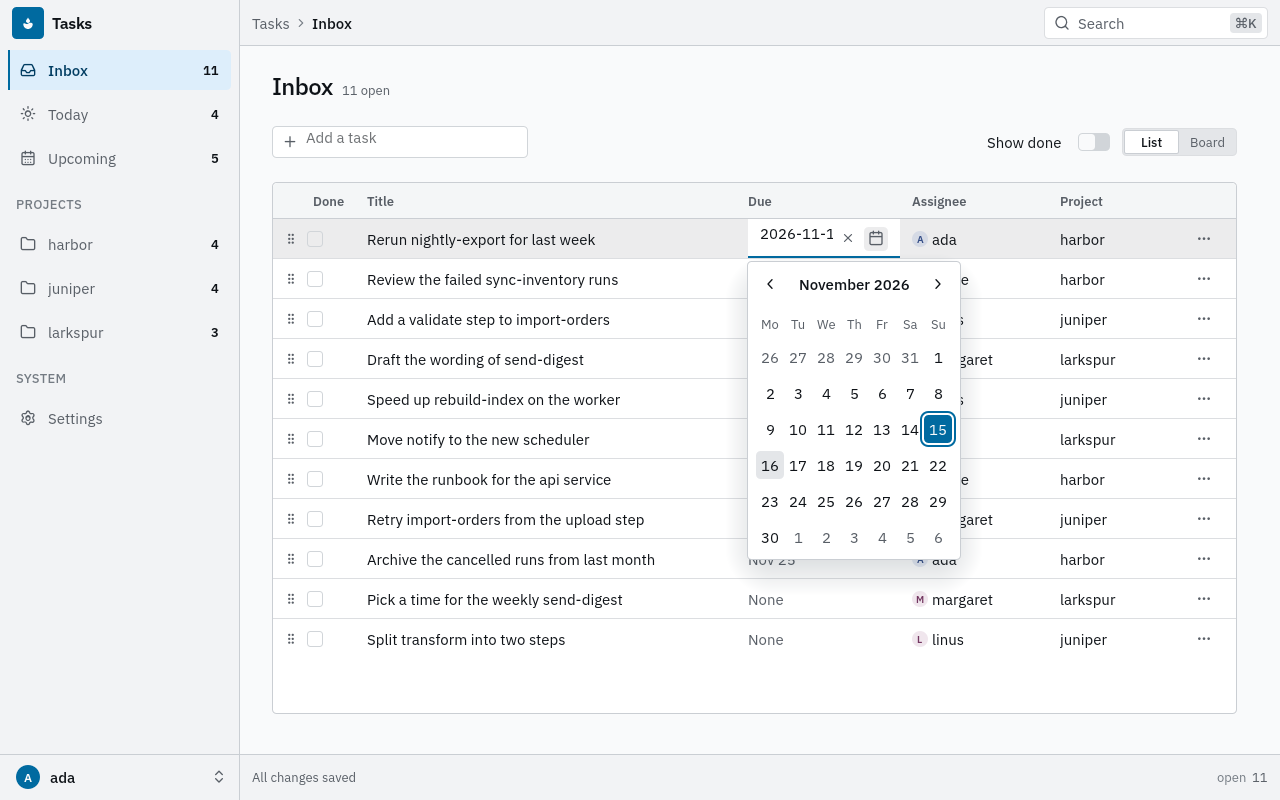 Tasks
Tasks Inbox
Search ⌘K
Inbox 11
Today 4
Upcoming 5
PROJECTS
harbor 4
juniper 4
larkspur 3
SYSTEM
Settings
Inbox 11 open
Add a task
Show done List Board
Done Title Due Assignee Project
Rerun nightly-export for last week 2026-11-1 A ada harbor
Review the failed sync-inventory runs harbor
Add a validate step to import-orders juniper
Draft the wording of send-digest larkspur
Speed up rebuild-index on the worker juniper
Move notify to the new scheduler larkspur
Write the runbook for the api service harbor
Retry import-orders from the upload step juniper
Archive the cancelled runs from last month Nov 25 A ada harbor
Pick a time for the weekly send-digest None M margaret larkspur
Split transform into two steps None L linus juniper
November 2026
Mo Tu We Th Fr Sa Su
26 27 28 29 30 31 1
2 3 4 5 6 7 8
9 10 11 12 13 14 15
16 17 18 19 20 21 22
23 24 25 26 27 28 29
30 1 2 3 4 5 6
A ada
All changes saved
open 11